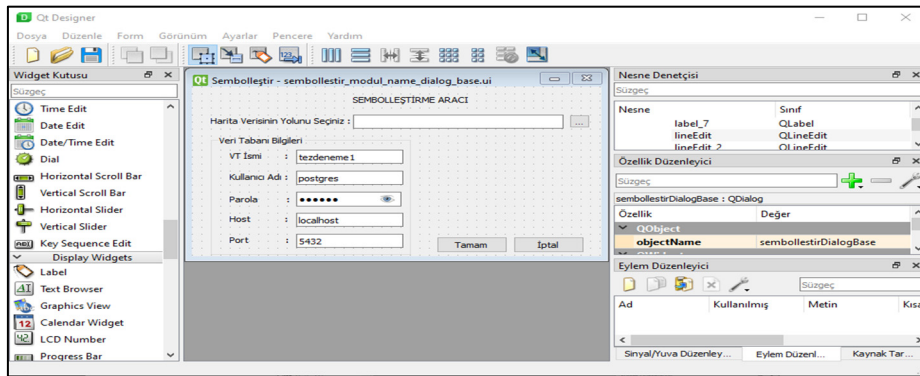 Qt Designer
Dosya Düzenle Form Görünüm Ayarlar Pencere Yardım
Widget Kutusu
Süzgeç
Time Edit
Date Edit
Date/Time Edit
Dial
Horizontal Scroll Bar
Vertical Scroll Bar
Horizontal Slider
Vertical Slider
Key Sequence Edit
Display Widgets
Label
Text Browser
Graphics View
Calendar Widget
LCD Number
Progress Bar
Sembolleştir - sembollestir_modul_name_dialog_base.ui
SEMBOLLEŞTİRME ARACI
Harita Verisinin Yolunu Seçiniz :
...
Veri Tabanı Bilgileri
VT İsmi : tezdeneme1
Kullanıcı Adı : postgres
Parola : ●●●●●●
Host : localhost
Port : 5432
Tamam İptal
Nesne Denetçisi
Süzgeç
Nesne Sınıf
label_7 QLabel
lineEdit QLineEdit
lineEdit_2 QLineEdit
Özellik Düzenleyici
Süzgeç
sembollestirDialogBase : QDialog
Özellik Değer
QObject
objectName sembollestirDialogBase
Eylem Düzenleyici
Süzgeç
Ad Kullanılmış Metin Kısa
Sinyal/Yuva Düzenley... Eylem Düzenl... Kaynak Tar...